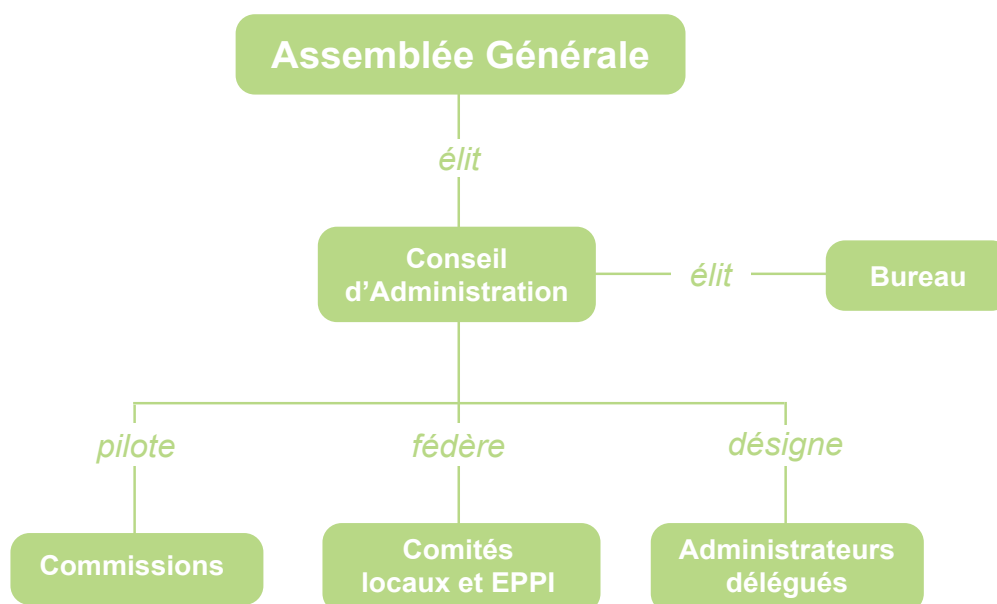 Assemblée Générale
élit
Conseil
d'Administration
élit
Bureau
pilote
fédère
désigne
Commissions
Comités
locaux et EPPI
Administrateurs
délégués